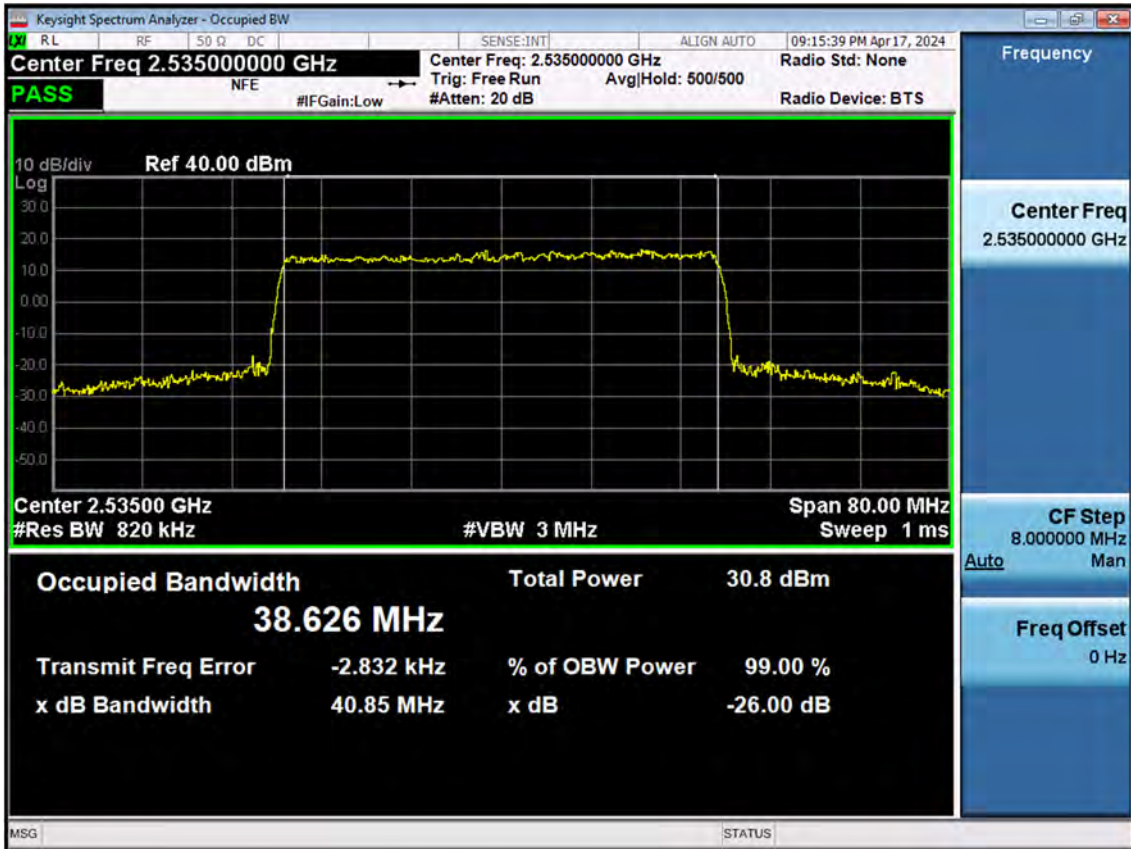 Keysight Spectrum Analyzer - Occupied BW
LXI RL RF 50 Ω DC SENSE:INT ALIGN AUTO 09:15:39 PM Apr 17, 2024
Center Freq 2.535000000 GHz
Center Freq: 2.535000000 GHz
Radio Std: None
Frequency
NFE
Trig: Free Run Avg|Hold: 500/500
PASS
#IFGain:Low
#Atten: 20 dB
Radio Device: BTS
10 dB/div Ref 40.00 dBm
Log
30.0
20.0
10.0
0.00
-10.0
-20.0
-30.0
-40.0
-50.0
Center 2.53500 GHz Span 80.00 MHz
#Res BW 820 kHz #VBW 3 MHz Sweep 1 ms
Center Freq
2.535000000 GHz
CF Step
8.000000 MHz
Auto Man
Freq Offset
0 Hz
Occupied Bandwidth Total Power 30.8 dBm
38.626 MHz
Transmit Freq Error -2.832 kHz % of OBW Power 99.00 %
x dB Bandwidth 40.85 MHz x dB -26.00 dB
MSG STATUS